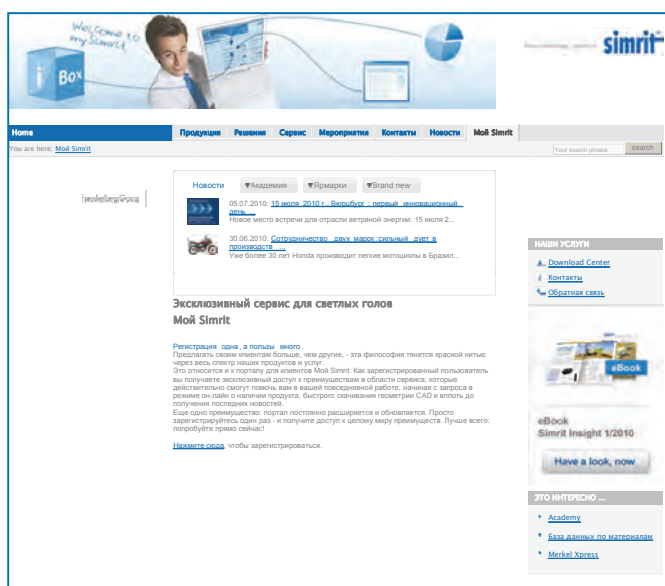 Welcome to
my Simrit
i Box
simrit
Home
Продукция Решения Сервис Мероприятия Контакты Новости Мой Simrit
You are here: Мой Simrit
Your search phrase search
Новости ▼Академия ▼Ярмарки ▼Brand new
05.07.2010: 15 июля 2010 г., Вюрцбург : первый инновационный
день ...
Новое место встречи для отрасли ветряной энергии: 15 июля 2...
30.06.2010: Сотрудничество двух марок :сильный дует в
производств ...
Уже более 30 лет Honda производит легкие мотоциклы в Бразил...
НАШИ УСЛУГИ
Download Center
Контакты
Обратная связь
Эксклюзивный сервис для светлых голов
Мой Simrit
Регистрация одна , а пользы много .
Предлагать своим клиентам больше, чем другие, - эта философия тянется красной нитью
через весь спектр наших продуктов и услуг.
Это относится и к порталу для клиентов Мой Simrit. Как зарегистрированный пользователь
вы получаете эксклюзивный доступ к преимуществам в области сервиса, которые
действительно смогут помочь вам в вашей повседневной работе, начиная с запроса в
режиме он-лайн о наличии продукта, быстрого скачивания геометрии CAD и вплоть до
получения последних новостей.
Еще одно преимущество: портал постоянно расширяется и обновляется. Просто
зарегистрируйтесь один раз - и получите доступ к целому миру преимуществ. Лучше всего:
попробуйте прямо сейчас!
Нажмите сюда, чтобы зарегистрироваться.
eBook
eBook
Simrit Insight 1/2010
Have a look, now
ЭТО ИНТЕРЕСНО ...
Academy
База данных по материалам
Merkel Xpress